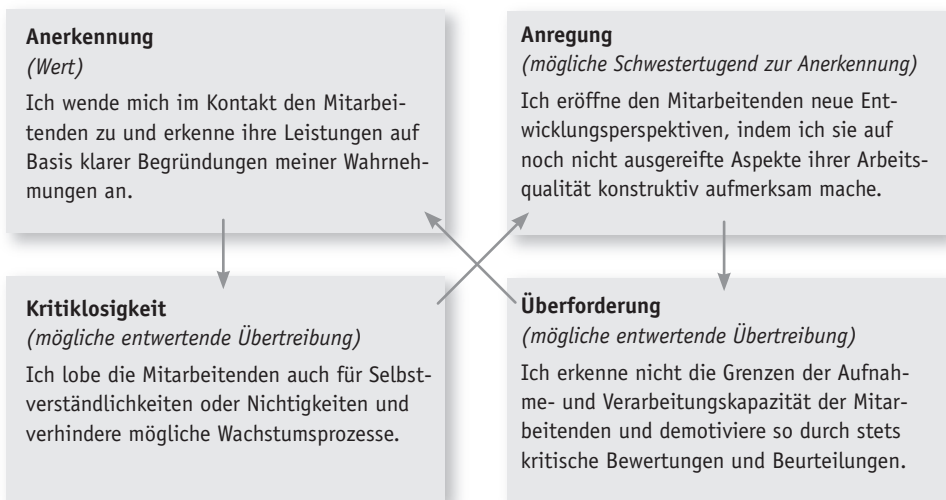 Anerkennung
(Wert)
Ich wende mich im Kontakt den Mitarbei-
tenden zu und erkenne ihre Leistungen auf
Basis klarer Begründungen meiner Wahrneh-
mungen an.
Anregung
(mögliche Schwestertugend zur Anerkennung)
Ich eröffne den Mitarbeitenden neue Ent-
wicklungsperspektiven, indem ich sie auf
noch nicht ausgereifte Aspekte ihrer Arbeits-
qualität konstruktiv aufmerksam mache.
Kritiklosigkeit
(mögliche entwertende Übertreibung)
Ich lobe die Mitarbeitenden auch für Selbst-
verständlichkeiten oder Nichtigkeiten und
verhindere mögliche Wachstumsprozesse.
Überforderung
(mögliche entwertende Übertreibung)
Ich erkenne nicht die Grenzen der Aufnah-
me- und Verarbeitungskapazität der Mitar-
beitenden und demotiviere so durch stets
kritische Bewertungen und Beurteilungen.